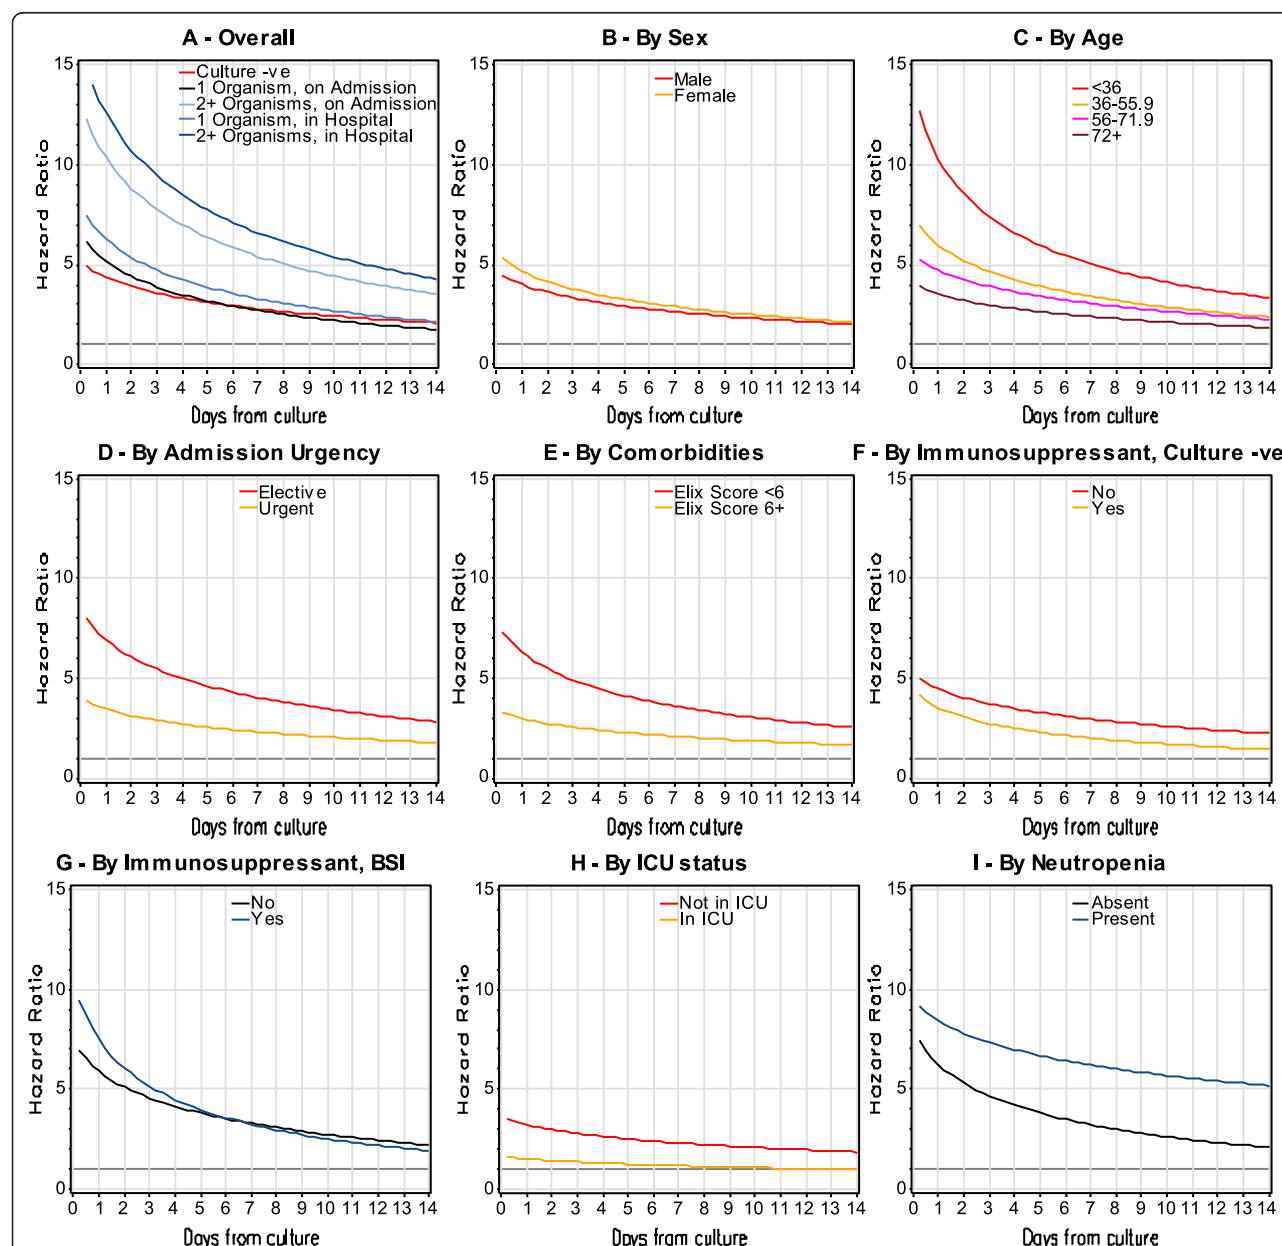 A - Overall
Culture -ve
1 Organism, on Admission
2+ Organisms, on Admission
1 Organism, in Hospital
2+ Organisms, in Hospital
15
10
5
0
Hazard Ratio
0 1 2 3 4 5 6 7 8 9 10 11 12 13 14
Days from culture
B - By Sex
Male
Female
15
10
5
0
Hazard Ratio
0 1 2 3 4 5 6 7 8 9 10 11 12 13 14
Days from culture
C - By Age
<36
36-55.9
56-71.9
72+
15
10
5
0
Hazard Ratio
0 1 2 3 4 5 6 7 8 9 10 11 12 13 14
Days from culture
D - By Admission Urgency
Elective
Urgent
15
10
5
0
Hazard Ratio
0 1 2 3 4 5 6 7 8 9 10 11 12 13 14
Days from culture
E - By Comorbidities
Elix Score <6
Elix Score 6+
15
10
5
0
Hazard Ratio
0 1 2 3 4 5 6 7 8 9 10 11 12 13 14
Days from culture
F - By Immunosuppressant, Culture -ve
No
Yes
15
10
5
0
Hazard Ratio
0 1 2 3 4 5 6 7 8 9 10 11 12 13 14
Days from culture
G - By Immunosuppressant, BSI
No
Yes
15
10
5
0
Hazard Ratio
0 1 2 3 4 5 6 7 8 9 10 11 12 13 14
Days from culture
H - By ICU status
Not in ICU
In ICU
15
10
5
0
Hazard Ratio
0 1 2 3 4 5 6 7 8 9 10 11 12 13 14
Days from culture
I - By Neutropenia
Absent
Present
15
10
5
0
Hazard Ratio
0 1 2 3 4 5 6 7 8 9 10 11 12 13 14
Days from culture